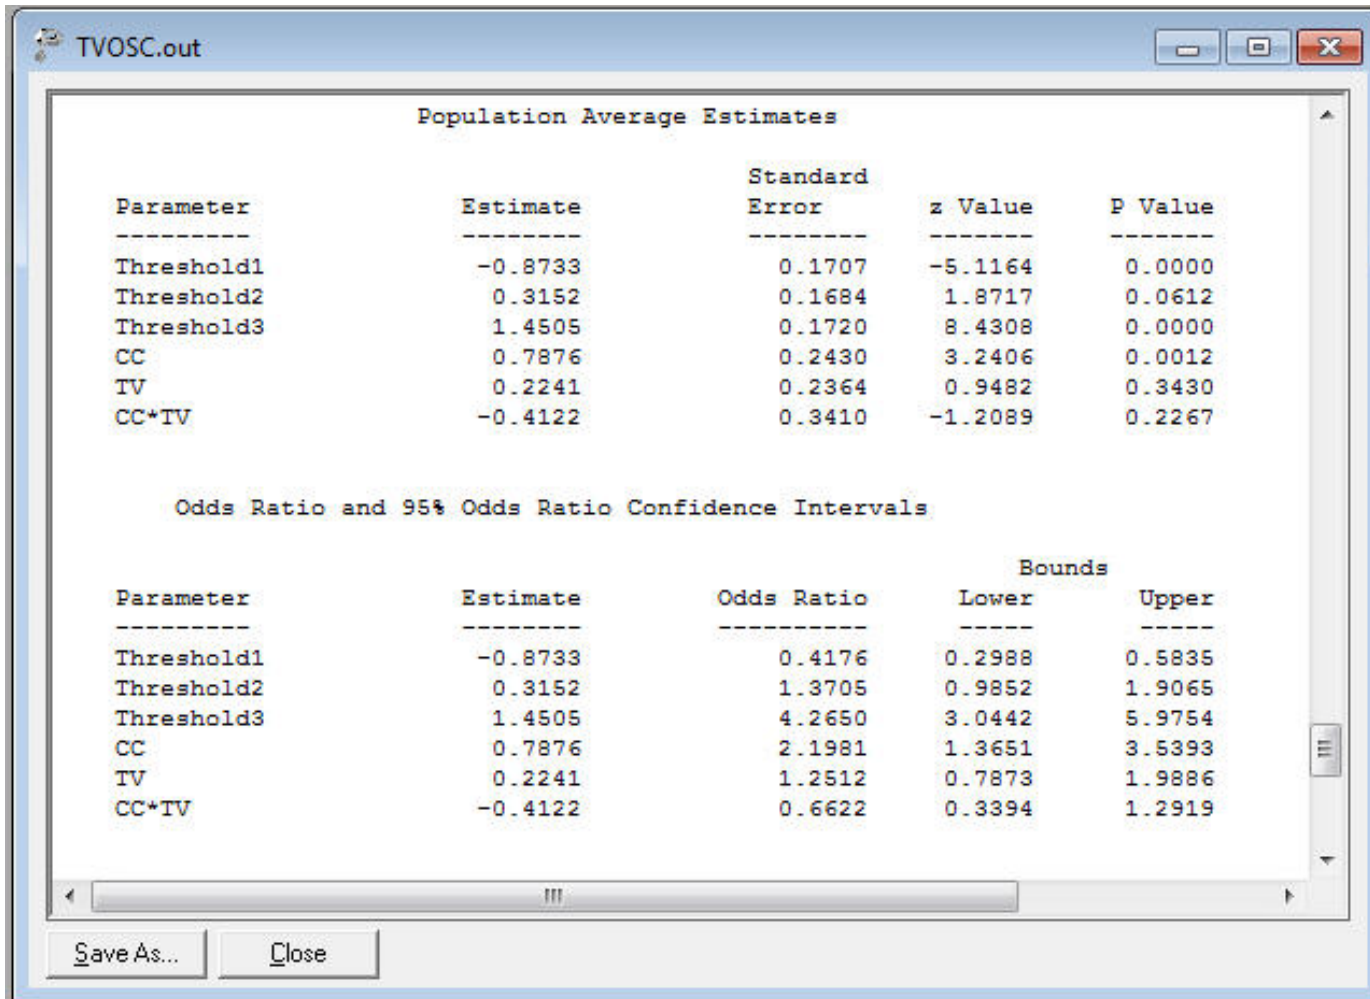 TVOSC.out
Population Average Estimates
Standard
Parameter Estimate Error z Value P Value
--------- -------- -------- ------- -------
Threshold1 -0.8733 0.1707 -5.1164 0.0000
Threshold2 0.3152 0.1684 1.8717 0.0612
Threshold3 1.4505 0.1720 8.4308 0.0000
CC 0.7876 0.2430 3.2406 0.0012
TV 0.2241 0.2364 0.9482 0.3430
CC*TV -0.4122 0.3410 -1.2089 0.2267
Odds Ratio and 95% Odds Ratio Confidence Intervals
Bounds
Parameter Estimate Odds Ratio Lower Upper
--------- -------- ---------- ----- -----
Threshold1 -0.8733 0.4176 0.2988 0.5835
Threshold2 0.3152 1.3705 0.9852 1.9065
Threshold3 1.4505 4.2650 3.0442 5.9754
CC 0.7876 2.1981 1.3651 3.5393
TV 0.2241 1.2512 0.7873 1.9886
CC*TV -0.4122 0.6622 0.3394 1.2919
Save As... Close